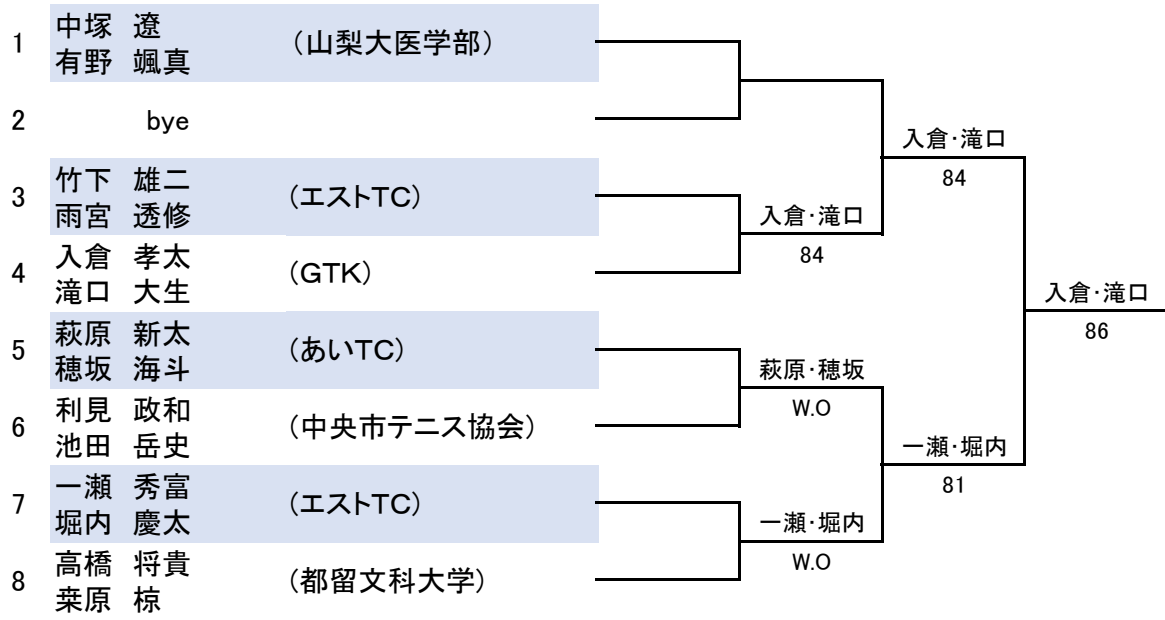 1 中塚 遼 有野 颯真 (山梨大医学部)
2 bye
3 竹下 雄二 雨宮 透修 (エストTC)
4 入倉 孝太 滝口 大生 (GTK)
5 萩原 新太 穂坂 海斗 (あいTC)
6 利見 政和 池田 岳史 (中央市テニス協会)
7 一瀬 秀富 堀内 慶太 (エストTC)
8 高橋 将貴 桒原 椋 (都留文科大学)
入倉・滝口
84
萩原・穂坂
W.O
一瀬・堀内
W.O
入倉・滝口
84
一瀬・堀内
81
入倉・滝口
86